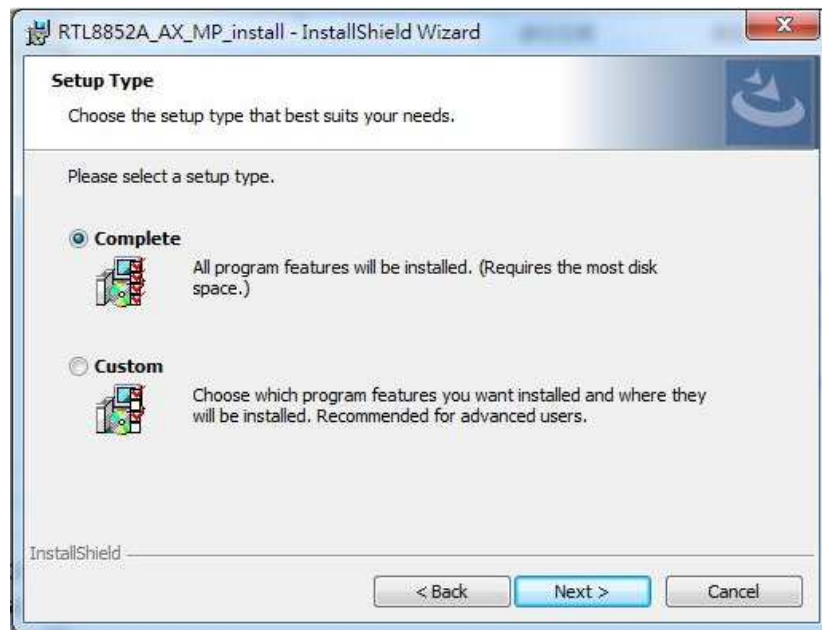 RTL8852A_AX_MP_install - InstallShield Wizard
Setup Type
Choose the setup type that best suits your needs.
Please select a setup type.
Complete
All program features will be installed. (Requires the most disk
space.)
Custom
Choose which program features you want installed and where they
will be installed. Recommended for advanced users.
InstallShield
< Back Next > Cancel